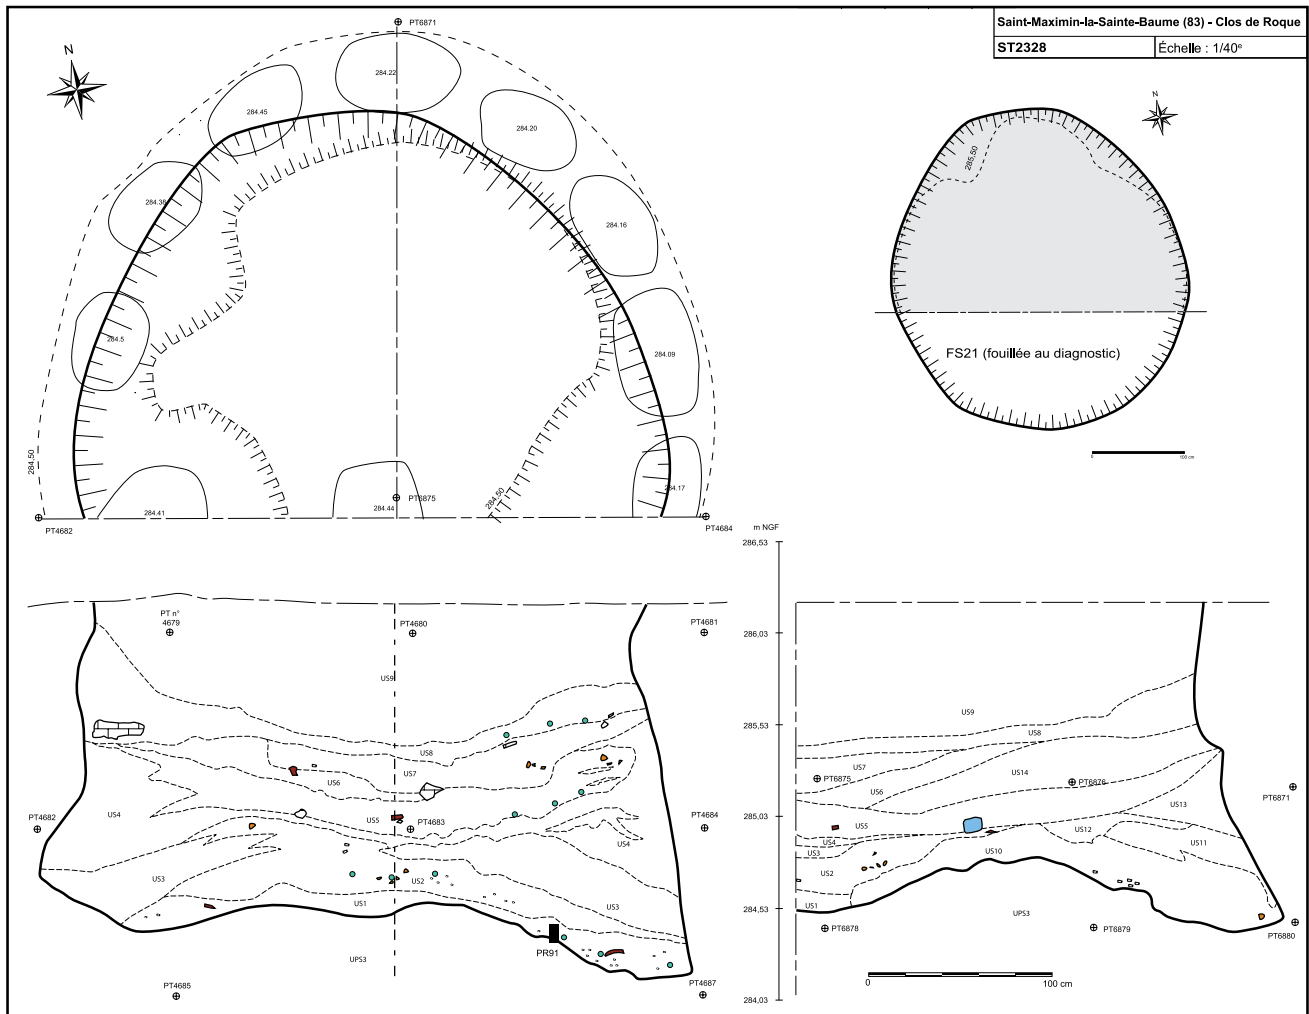 Saint-Maximin-la-Sainte-Baume (83) - Clos de Roque
ST2328
Échelle : 1/40e
N
PT6871
284.22
284.45
284.20
284.38
284.16
284.5
284.09
284.50
284.41
PT6875
284.44
284,50
284.17
PT4682
PT4684
N
285,50
FS21 (fouillée au diagnostic)
0
100 cm
m NGF
286,53
286,03
285,53
285,03
284,53
284,03
PT n°
4679
PT4680
PT4681
US9
US8
US7
US6
US5
PT4683
US4
PT4682
PT4684
US4
US3
US2
US1
US3
PR91
UPS3
PT4685
PT4687
US9
US8
US7
PT6875
US14
PT6876
US6
PT6871
US13
US5
US12
US4
US11
US3
US10
US2
US1
UPS3
PT6878
PT6879
PT6880
0
100 cm